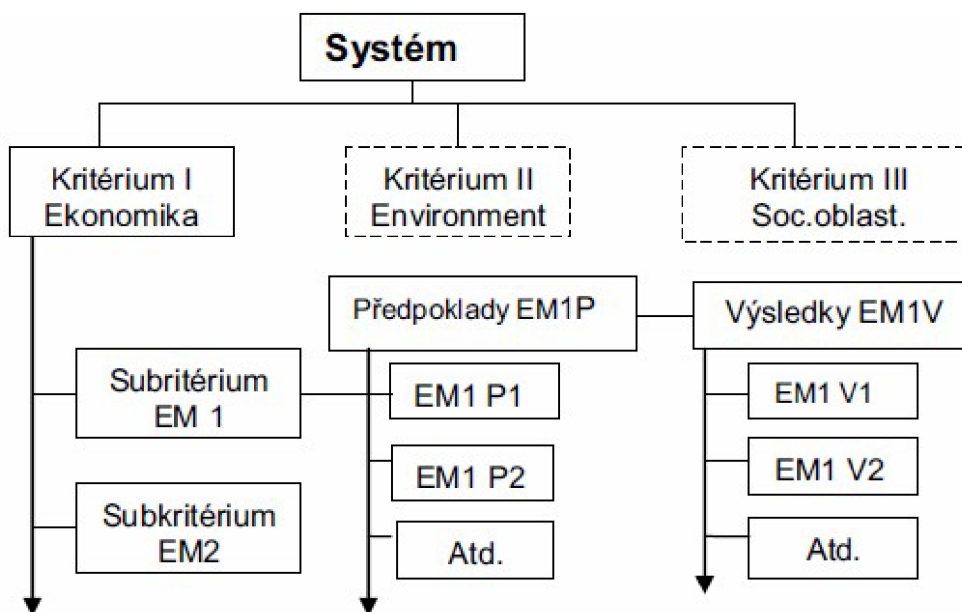 Systém
Kritérium I
Ekonomika
Kritérium II
Environment
Kritérium III
Soc.oblast.
Předpoklady EM1P
Výsledky EM1V
Subritérium
EM 1
EM1 P1
EM1 V1
EM1 P2
EM1 V2
Subkritérium
EM2
Atd.
Atd.